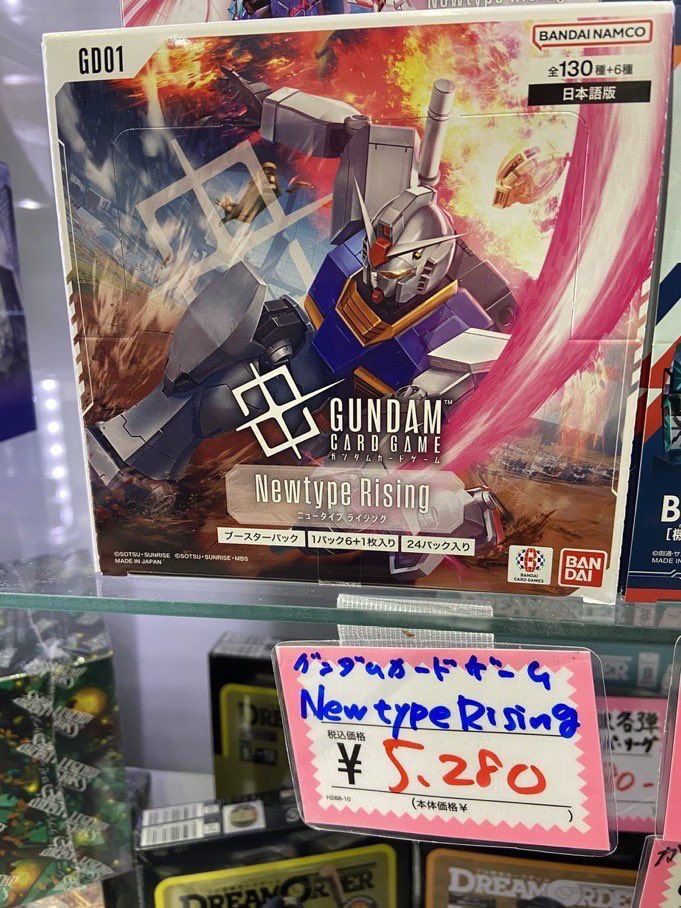 GD01
BANDAI NAMCO
全130種+6種
日本語版
GUNDAM™
CARD GAME
ガンダムカードゲーム
Newtype Rising
ニュータイプ ライジング
ブースターパック 1パック6+1枚入り 24パック入り
©SOTSU・SUNRISE ©SOTSU・SUNRISE・MBS
MADE IN JAPAN
BANDAI
CARD GAMES
BAN
DAI
ガンダムカードゲーム
Newtype Rising
税込価格
¥ 5,280
(本体価格¥ )
H288-10
DREAM ORDER
DREAM ORDER